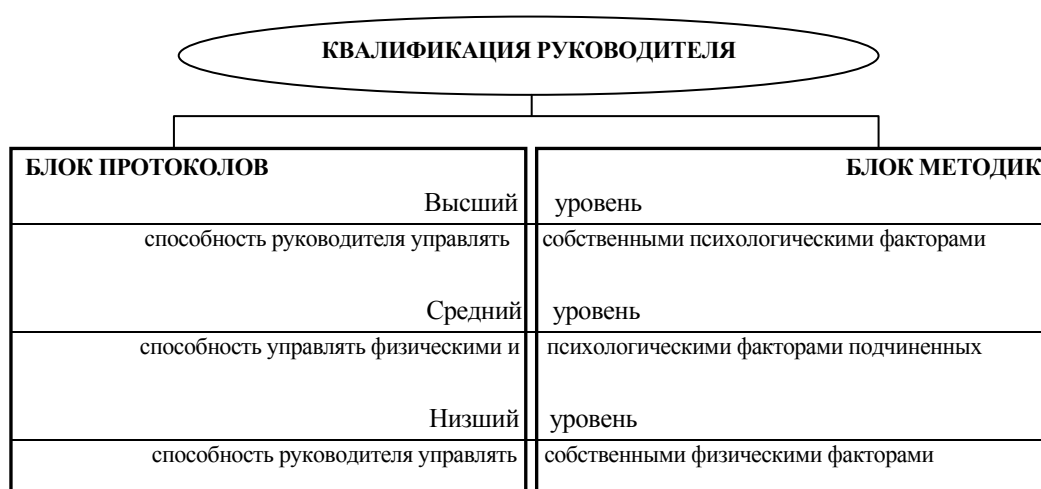 КВАЛИФИКАЦИЯ РУКОВОДИТЕЛЯ
БЛОК ПРОТОКОЛОВ БЛОК МЕТОДИК
Высший уровень
способность руководителя управлять собственными психологическими факторами
Средний уровень
способность управлять физическими и психологическими факторами подчиненных
Низший уровень
способность руководителя управлять собственными физическими факторами